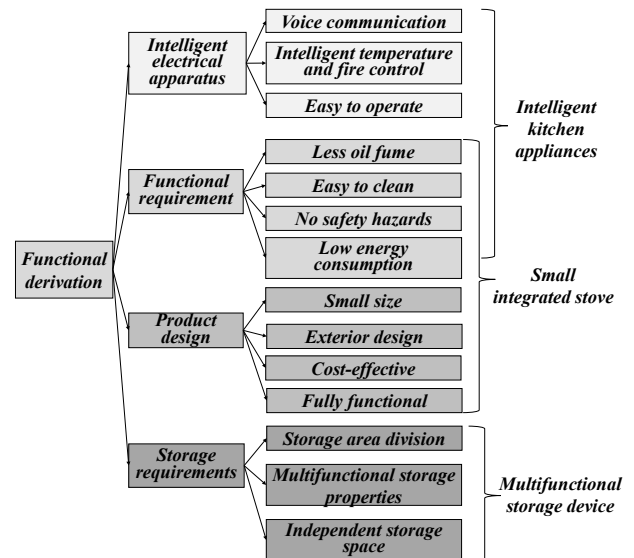 Functional
derivation
Intelligent
electrical
apparatus
Functional
requirement
Product
design
Storage
requirements
Voice communication
Intelligent temperature
and fire control
Easy to operate
Less oil fume
Easy to clean
No safety hazards
Low energy
consumption
Small size
Exterior design
Cost-effective
Fully functional
Storage area division
Multifunctional storage
properties
Independent storage
space
Intelligent
kitchen
appliances
Small
integrated stove
Multifunctional
storage device